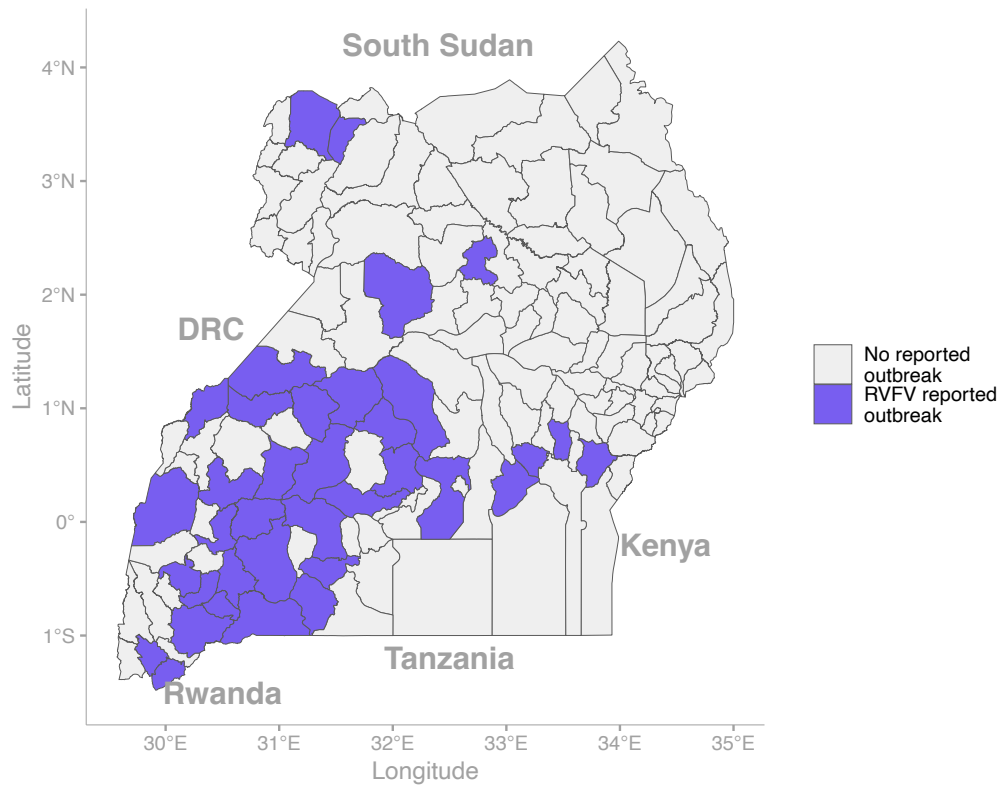 South Sudan
4°N
3°N
2°N
DRC
Latitude
1°N
0°
Kenya
1°S
Tanzania
Rwanda
30°E
31°E
32°E
33°E
34°E
35°E
Longitude
No reported
outbreak
RVFV reported
outbreak